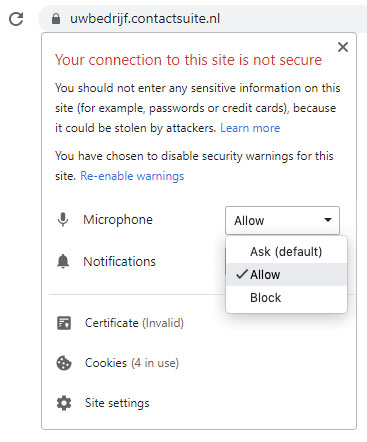 uwbedrijf.contactsuite.nl
Your connection to this site is not secure
You should not enter any sensitive information on this
site (for example, passwords or credit cards), because
it could be stolen by attackers. Learn more
You have chosen to disable security warnings for this
site. Re-enable warnings
Microphone Allow
Ask (default)
Notifications
Allow
Block
Certificate (Invalid)
Cookies (4 in use)
Site settings